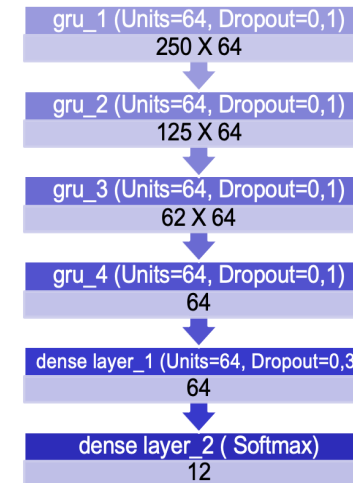 gru_1 (Units=64, Dropout=0,1)
250 X 64
gru_2 (Units=64, Dropout=0,1)
125 X 64
gru_3 (Units=64, Dropout=0,1)
62 X 64
gru_4 (Units=64, Dropout=0,1)
64
dense layer_1 (Units=64, Dropout=0,3
64
dense layer_2 ( Softmax)
12